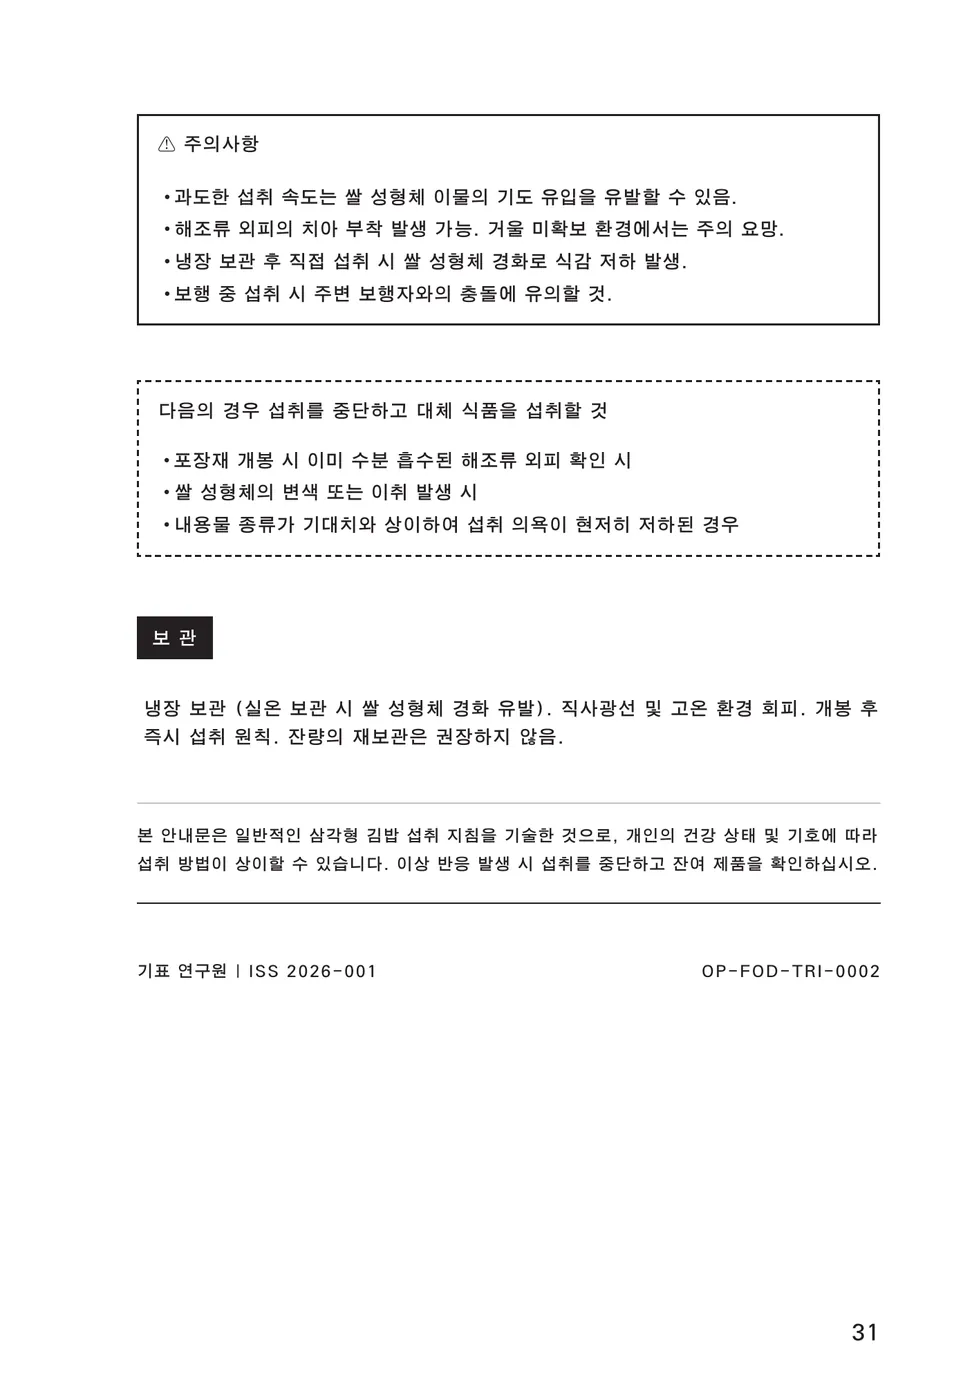 ⚠ 주의사항
•과도한 섭취 속도는 쌀 성형체 이물의 기도 유입을 유발할 수 있음.
•해조류 외피의 치아 부착 발생 가능. 거울 미확보 환경에서는 주의 요망.
•냉장 보관 후 직접 섭취 시 쌀 성형체 경화로 식감 저하 발생.
•보행 중 섭취 시 주변 보행자와의 충돌에 유의할 것.
다음의 경우 섭취를 중단하고 대체 식품을 섭취할 것
•포장재 개봉 시 이미 수분 흡수된 해조류 외피 확인 시
•쌀 성형체의 변색 또는 이취 발생 시
•내용물 종류가 기대치와 상이하여 섭취 의욕이 현저히 저하된 경우
보 관
냉장 보관 (실온 보관 시 쌀 성형체 경화 유발). 직사광선 및 고온 환경 회피. 개봉 후
즉시 섭취 원칙. 잔량의 재보관은 권장하지 않음.
본 안내문은 일반적인 삼각형 김밥 섭취 지침을 기술한 것으로, 개인의 건강 상태 및 기호에 따라
섭취 방법이 상이할 수 있습니다. 이상 반응 발생 시 섭취를 중단하고 잔여 제품을 확인하십시오.
기표 연구원 | ISS 2026-001
OP-FOD-TRI-0002
31